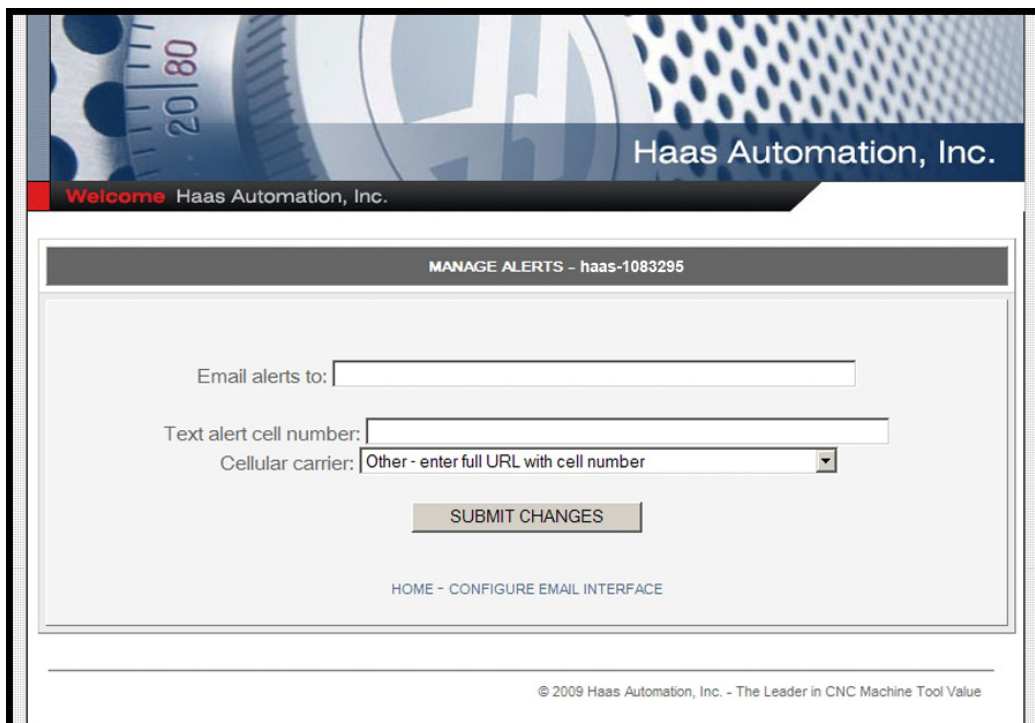 20 80
Haas Automation, Inc.
Welcome Haas Automation, Inc.
MANAGE ALERTS – haas-1083295
Email alerts to:
Text alert cell number:
Cellular carrier: Other - enter full URL with cell number
SUBMIT CHANGES
HOME - CONFIGURE EMAIL INTERFACE
© 2009 Haas Automation, Inc. - The Leader in CNC Machine Tool Value